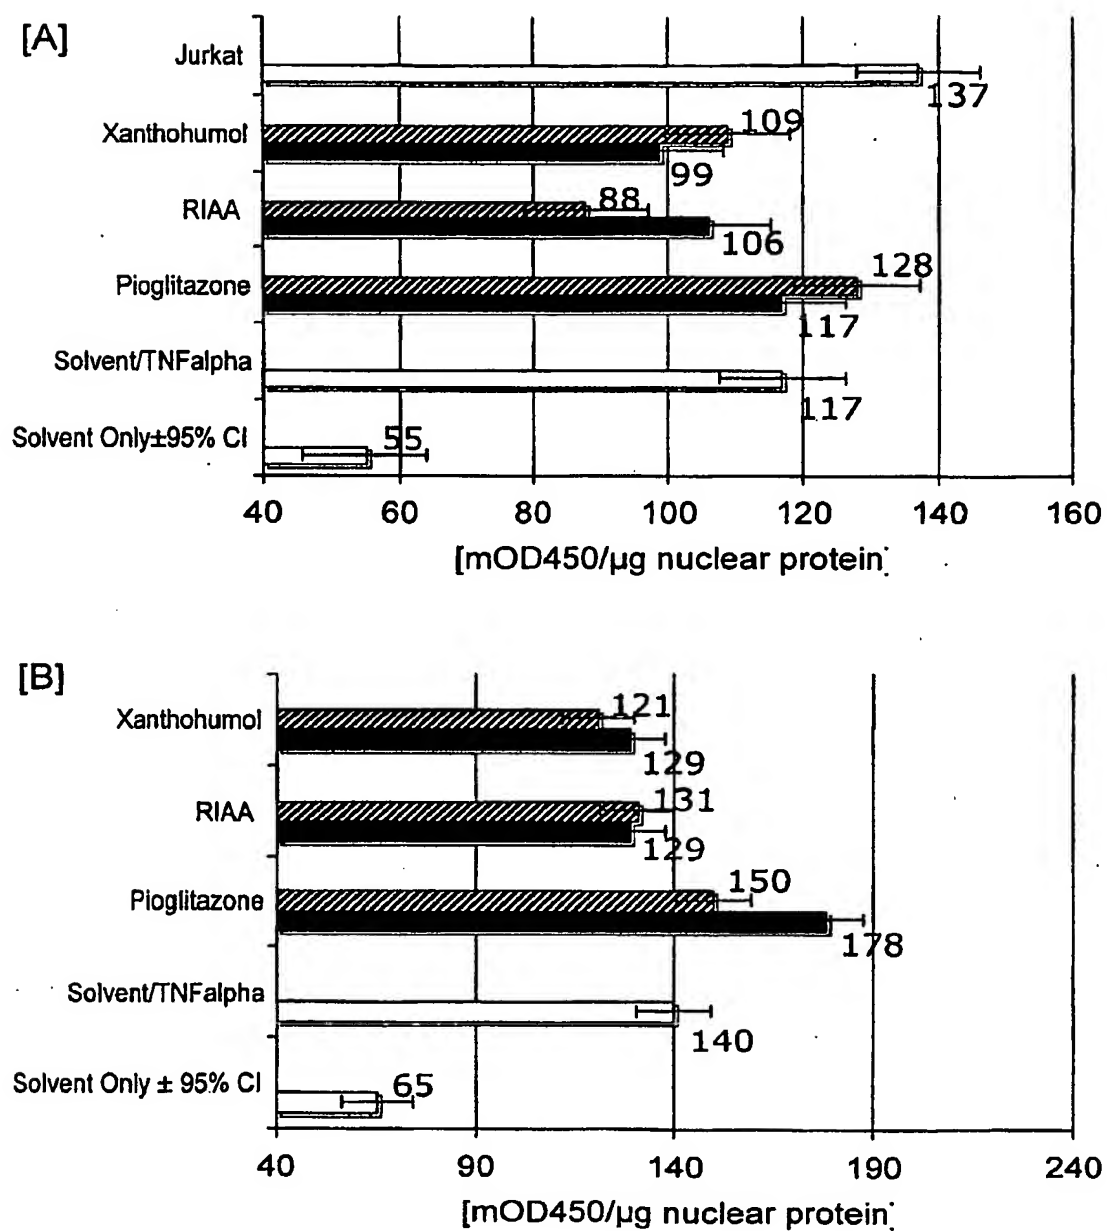 [A]
Jurkat
137
Xanthohumol
109
99
RIAA
88
106
Pioglitazone
128
117
Solvent/TNFalpha
117
Solvent Only±95% CI
55
40 60 80 100 120 140 160
[mOD450/µg nuclear protein]
[B]
Xanthohumol
121
129
RIAA
131
129
Pioglitazone
150
178
Solvent/TNFalpha
140
Solvent Only ± 95% CI
65
40 90 140 190 240
[mOD450/µg nuclear protein]